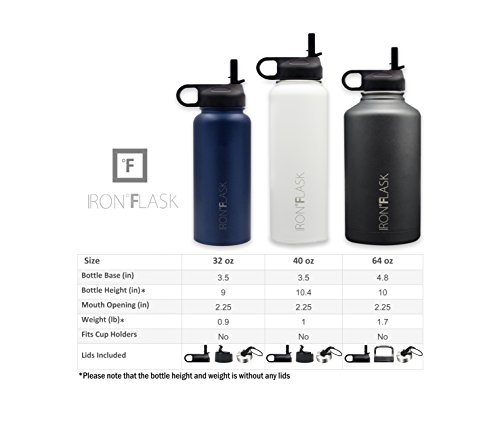 IRON°FLASK
IRON°FLASK
IRON°FLASK
°F
IRON°FLASK
Size 32 oz 40 oz 64 oz
Bottle Base (in) 3.5 3.5 4.8
Bottle Height (in)* 9 10.4 10
Mouth Opening (in) 2.25 2.25 2.25
Weight (lb)* 0.9 1 1.7
Fits Cup Holders No No No
Lids Included
*Please note that the bottle height and weight is without any lids